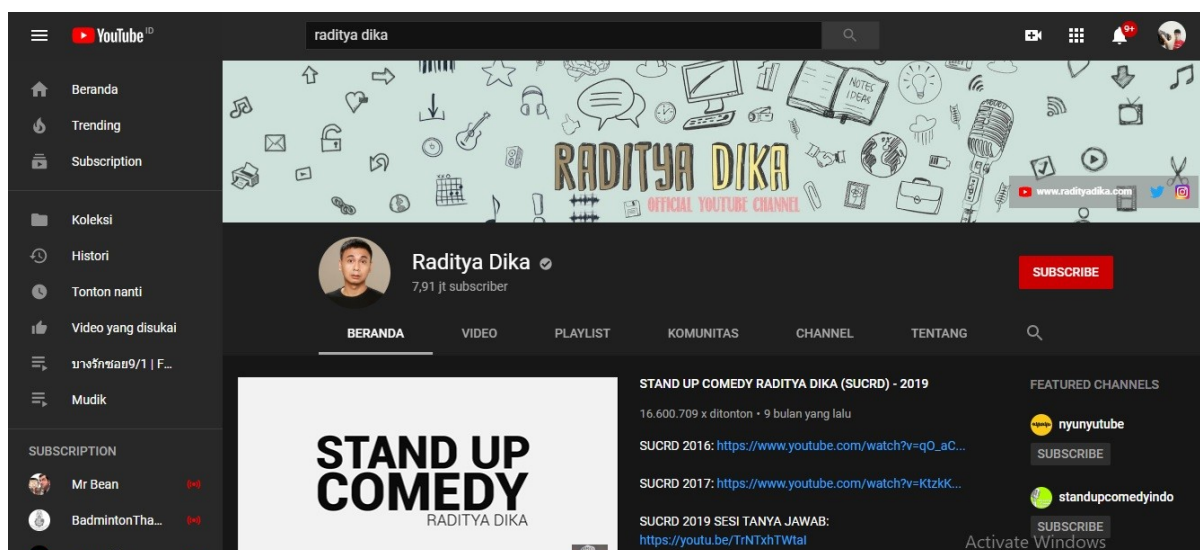 YouTube ID
raditya dika
9+
Beranda
Trending
Subscription
Koleksi
Histori
Tonton nanti
Video yang disukai
บางรักซอย9/1 | F...
Mudik
SUBSCRIPTION
Mr Bean
BadmintonTha...
NOTES
IDEAS
RADITYA DIKA
OFFICIAL YOUTUBE CHANNEL
www.radityadika.com
Raditya Dika
7,91 jt subscriber
SUBSCRIBE
BERANDA VIDEO PLAYLIST KOMUNITAS CHANNEL TENTANG
STAND UP
COMEDY
RADITYA DIKA
STAND UP COMEDY RADITYA DIKA (SUCRD) - 2019
16.600.709 x ditonton • 9 bulan yang lalu
SUCRD 2016: https://www.youtube.com/watch?v=qO_aC...
SUCRD 2017: https://www.youtube.com/watch?v=KtzkK...
SUCRD 2019 SESI TANYA JAWAB:
https://youtu.be/TrNTxhTWtaI
FEATURED CHANNELS
nyunyutube
SUBSCRIBE
standupcomedyindo
SUBSCRIBE
Activate Windows